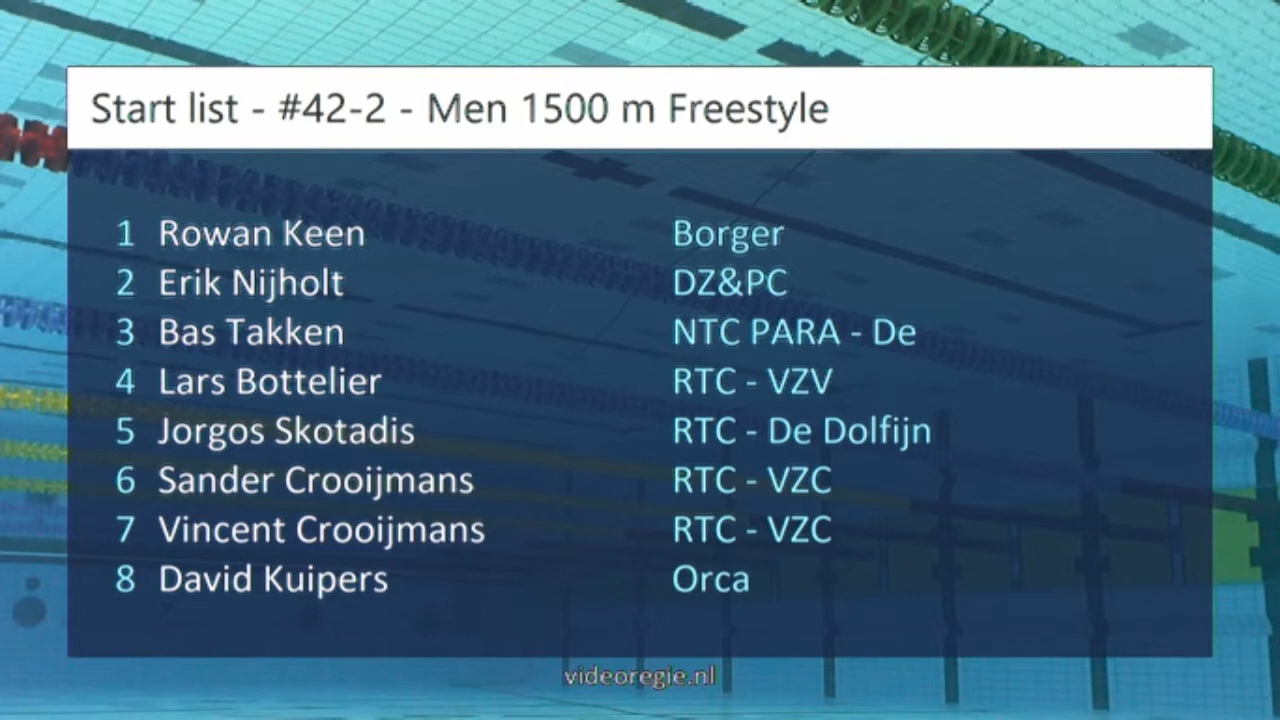 Start list - #42-2 - Men 1500 m Freestyle
1 Rowan Keen Borger
2 Erik Nijholt DZ&PC
3 Bas Takken NTC PARA - De
4 Lars Bottelier RTC - VZV
5 Jorgos Skotadis RTC - De Dolfijn
6 Sander Crooijmans RTC - VZC
7 Vincent Crooijmans RTC - VZC
8 David Kuipers Orca
videoregie.nl